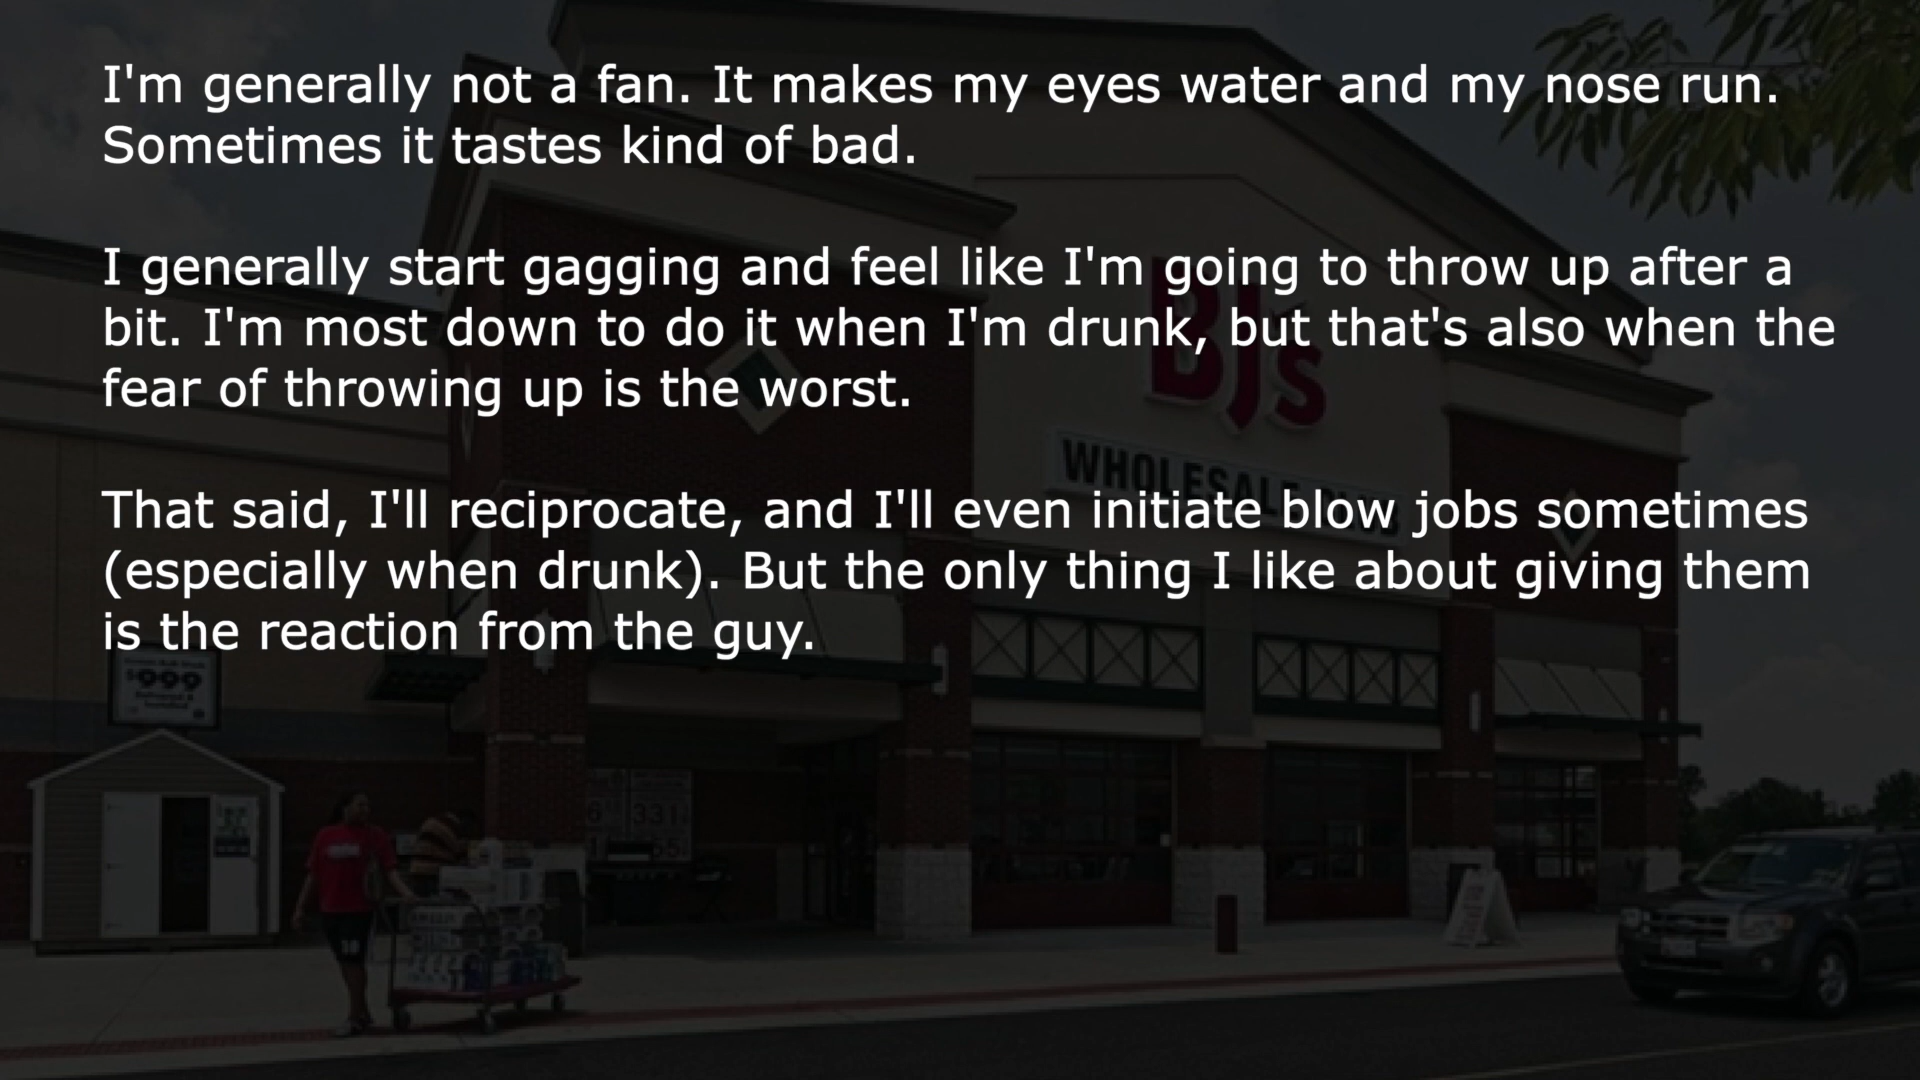 I'm generally not a fan. It makes my eyes water and my nose run.
Sometimes it tastes kind of bad.
I generally start gagging and feel like I'm going to throw up after a
bit. I'm most down to do it when I'm drunk, but that's also when the
fear of throwing up is the worst.
That said, I'll reciprocate, and I'll even initiate blow jobs sometimes
(especially when drunk). But the only thing I like about giving them
is the reaction from the guy.
BJ's
WHOLESALE CLUB
$999
331